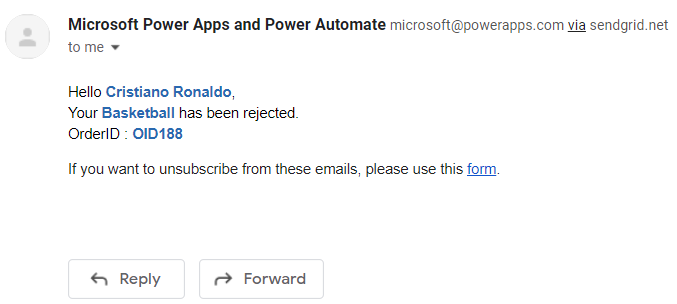 Microsoft Power Apps and Power Automate microsoft@powerapps.com via sendgrid.net
to me
Hello Cristiano Ronaldo,
Your Basketball has been rejected.
OrderID : OID188
If you want to unsubscribe from these emails, please use this form.
Reply
Forward